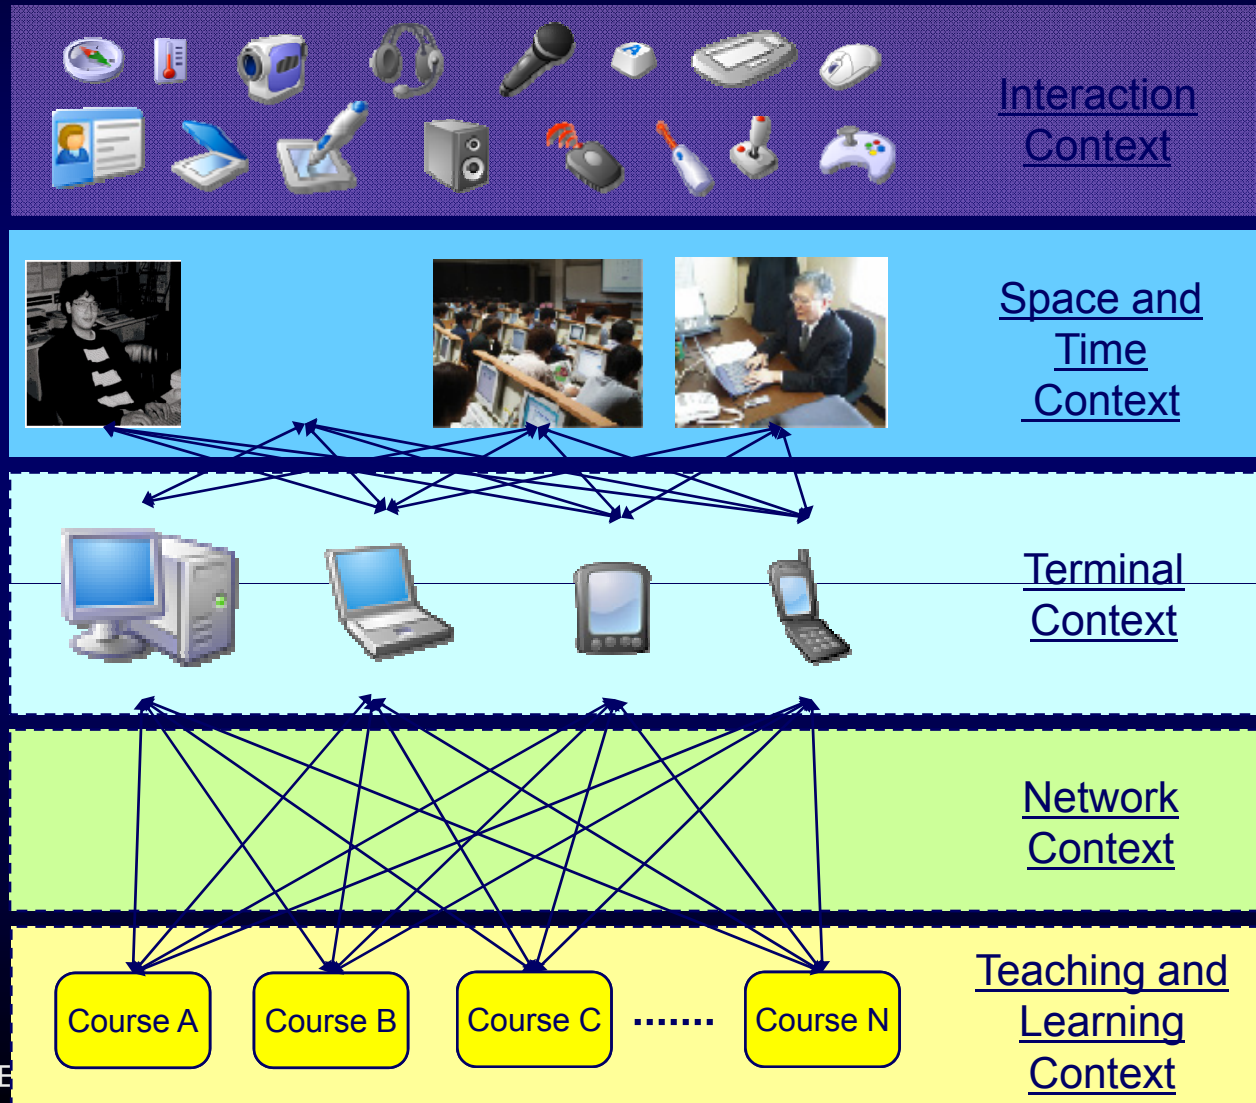 Interaction
Context
Space and
Time
Context
Terminal
Context
Network
Context
Teaching and
Learning
Context
Course A
Course B
Course C
.......
Course N